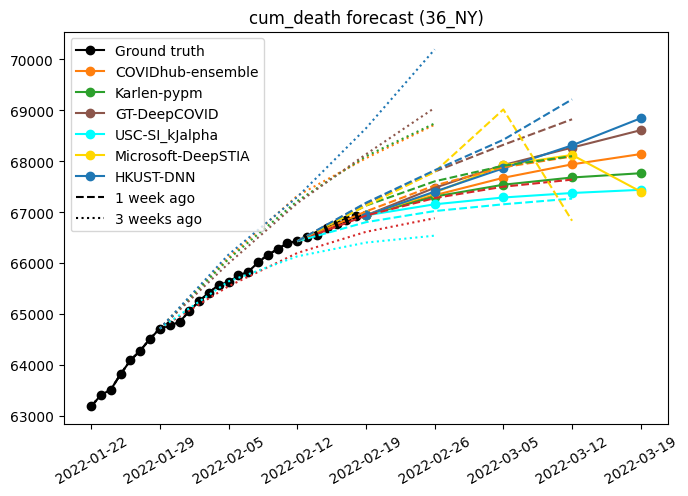 cum_death forecast (36_NY)
Ground truth
COVIDhub-ensemble
Karlen-pypm
GT-DeepCOVID
USC-SI_kJalpha
Microsoft-DeepSTIA
HKUST-DNN
1 week ago
3 weeks ago
70000
69000
68000
67000
66000
65000
64000
63000
2022-01-22
2022-01-29
2022-02-05
2022-02-12
2022-02-19
2022-02-26
2022-03-05
2022-03-12
2022-03-19